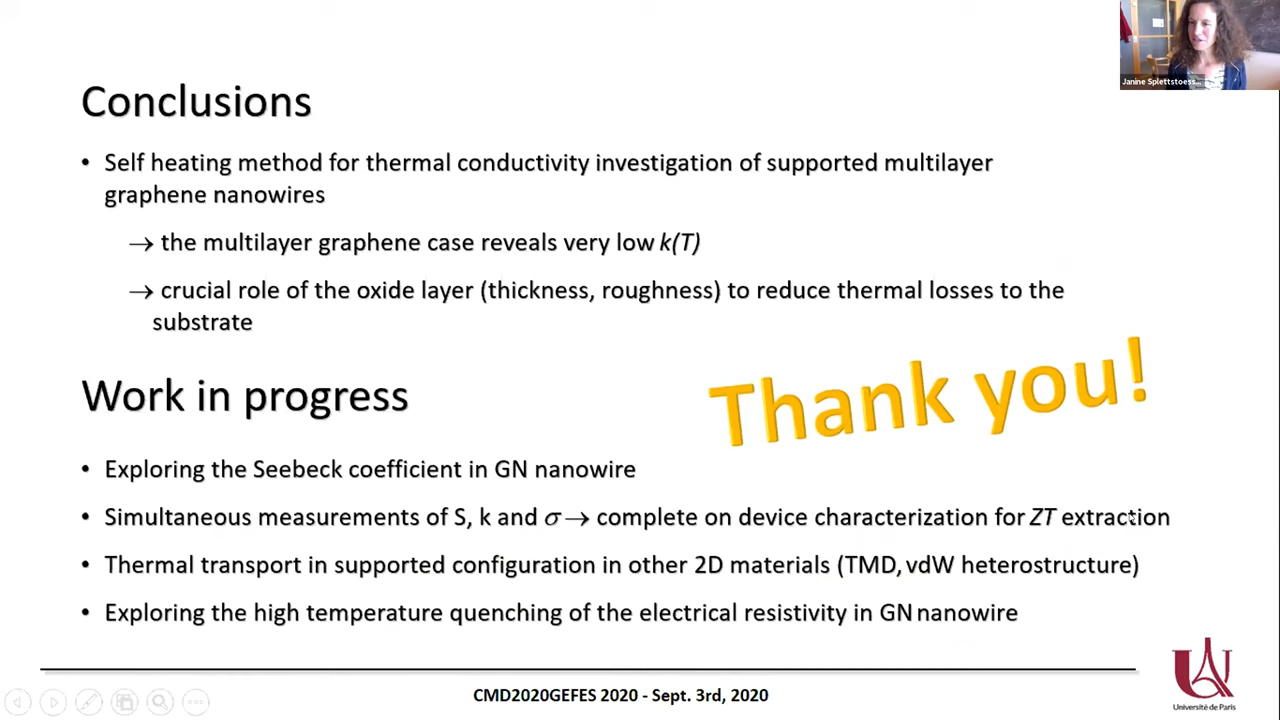 Janine Splettstoess...
Conclusions
• Self heating method for thermal conductivity investigation of supported multilayer
graphene nanowires
→ the multilayer graphene case reveals very low k(T)
→ crucial role of the oxide layer (thickness, roughness) to reduce thermal losses to the
substrate
Thank you!
Work in progress
• Exploring the Seebeck coefficient in GN nanowire
• Simultaneous measurements of S, k and σ → complete on device characterization for ZT extraction
• Thermal transport in supported configuration in other 2D materials (TMD, vdW heterostructure)
• Exploring the high temperature quenching of the electrical resistivity in GN nanowire
CMD2020GEFES 2020 - Sept. 3rd, 2020
Université de Paris